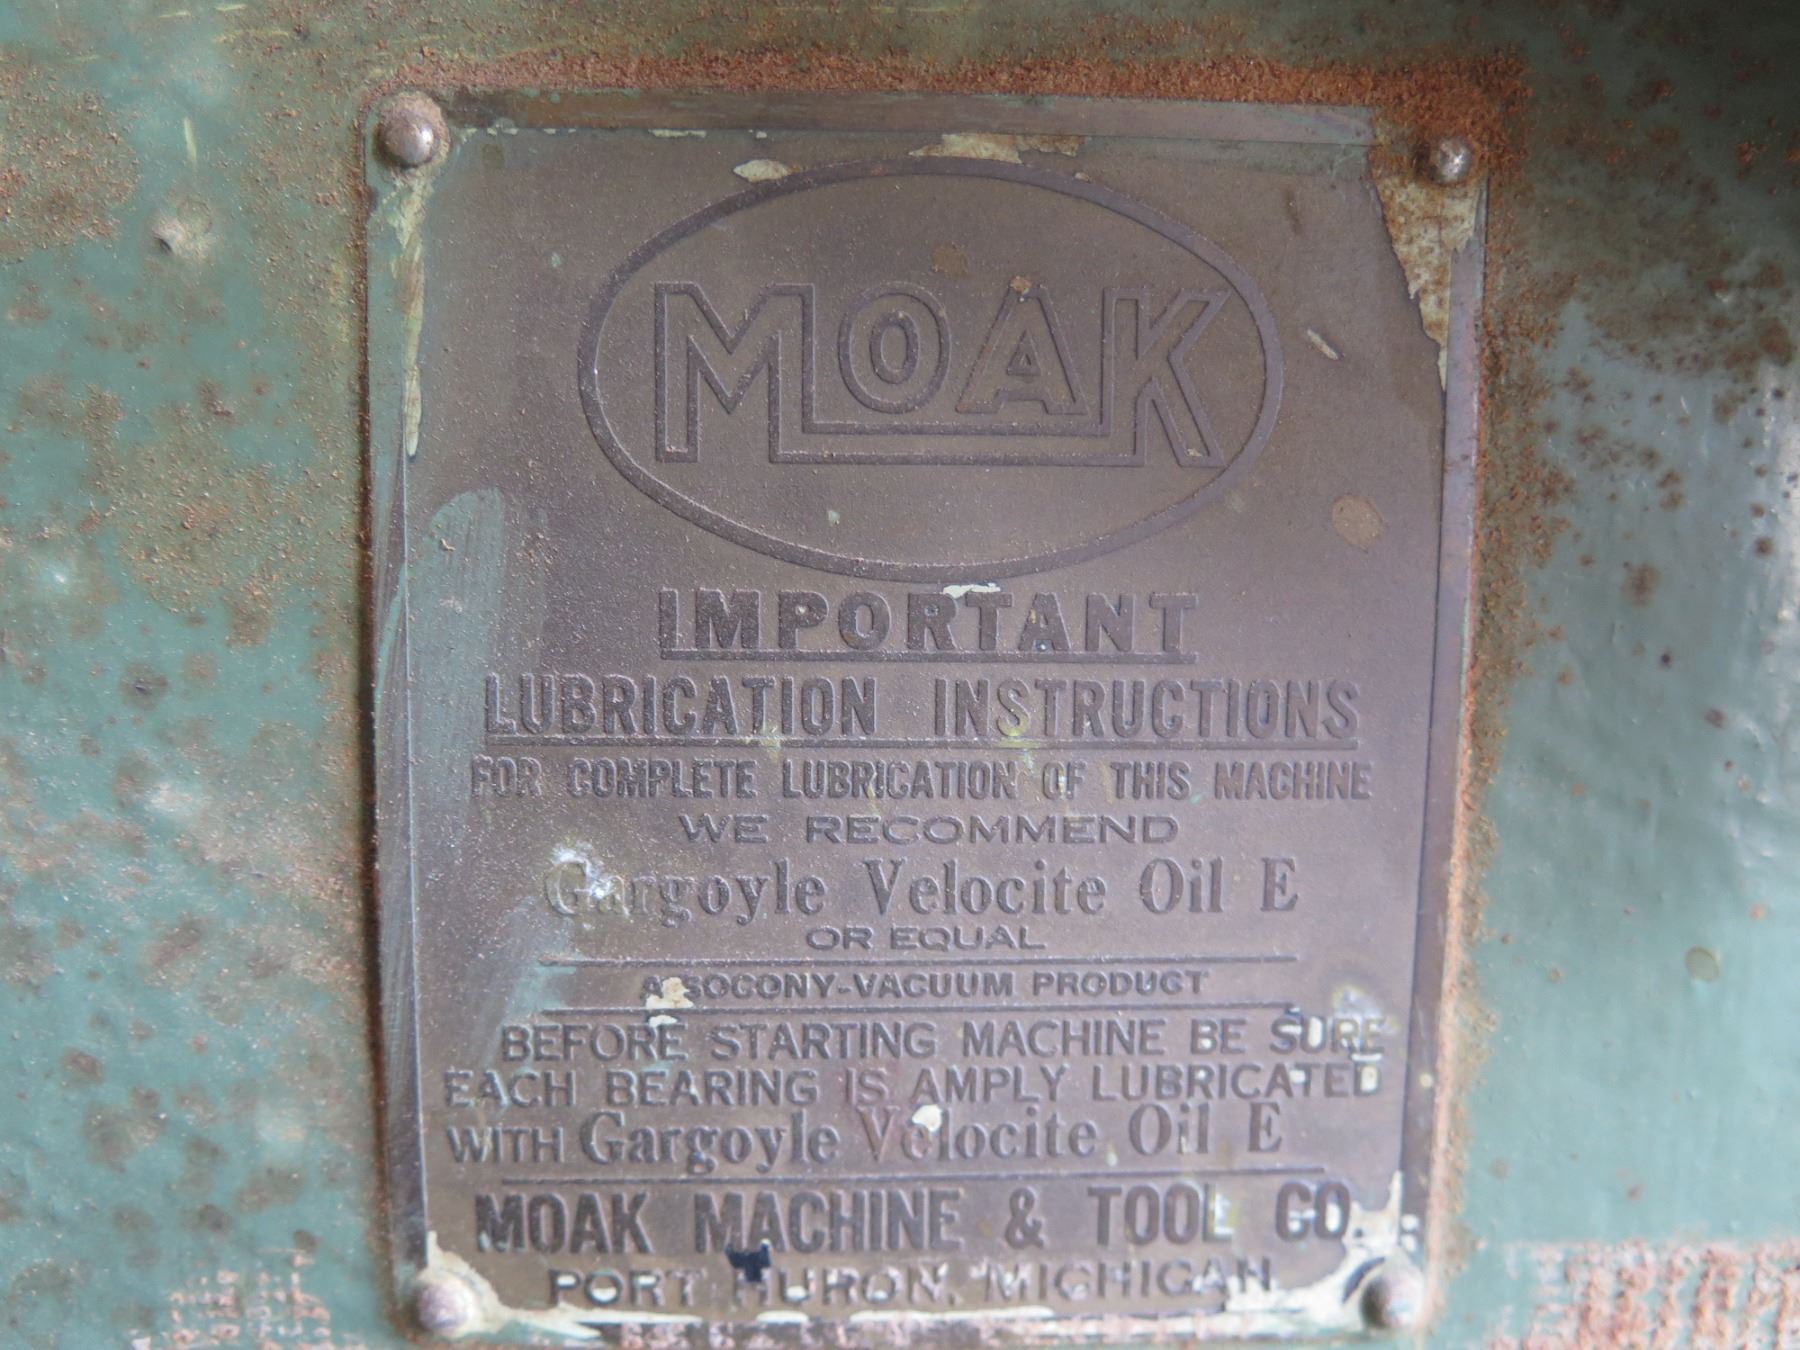 MOAK
IMPORTANT
LUBRICATION INSTRUCTIONS
FOR COMPLETE LUBRICATION OF THIS MACHINE
WE RECOMMEND
Gargoyle Velocite Oil E
OR EQUAL
A SOCONY-VACUUM PRODUCT
BEFORE STARTING MACHINE BE SURE
EACH BEARING IS AMPLY LUBRICATED
WITH Gargoyle Velocite Oil E
MOAK MACHINE & TOOL CO.
PORT HURON, MICHIGAN